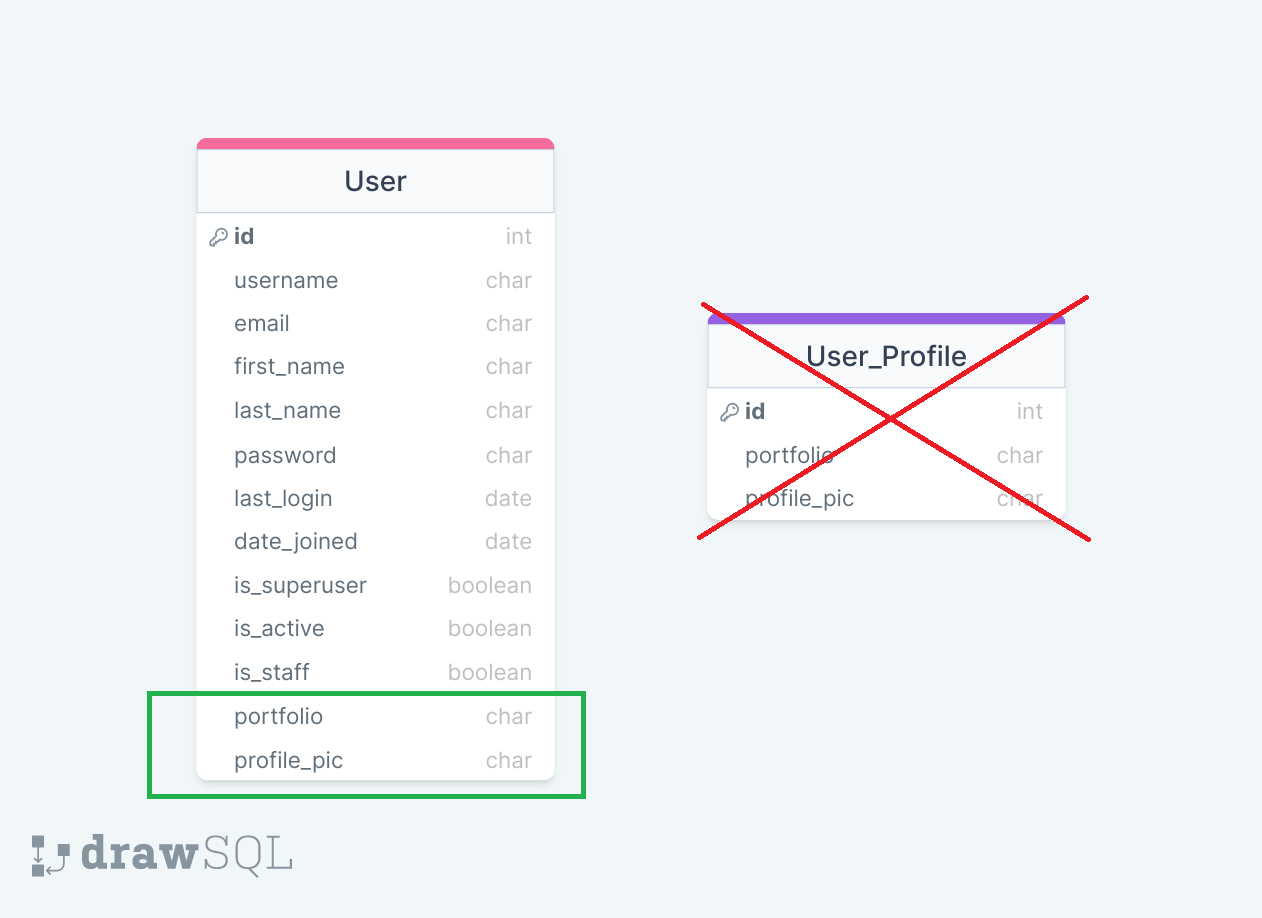 User
id int
username char
email char
first_name char
last_name char
password char
last_login date
date_joined date
is_superuser boolean
is_active boolean
is_staff boolean
portfolio char
profile_pic char
User_Profile
id int
portfolio char
profile_pic char
drawSQL